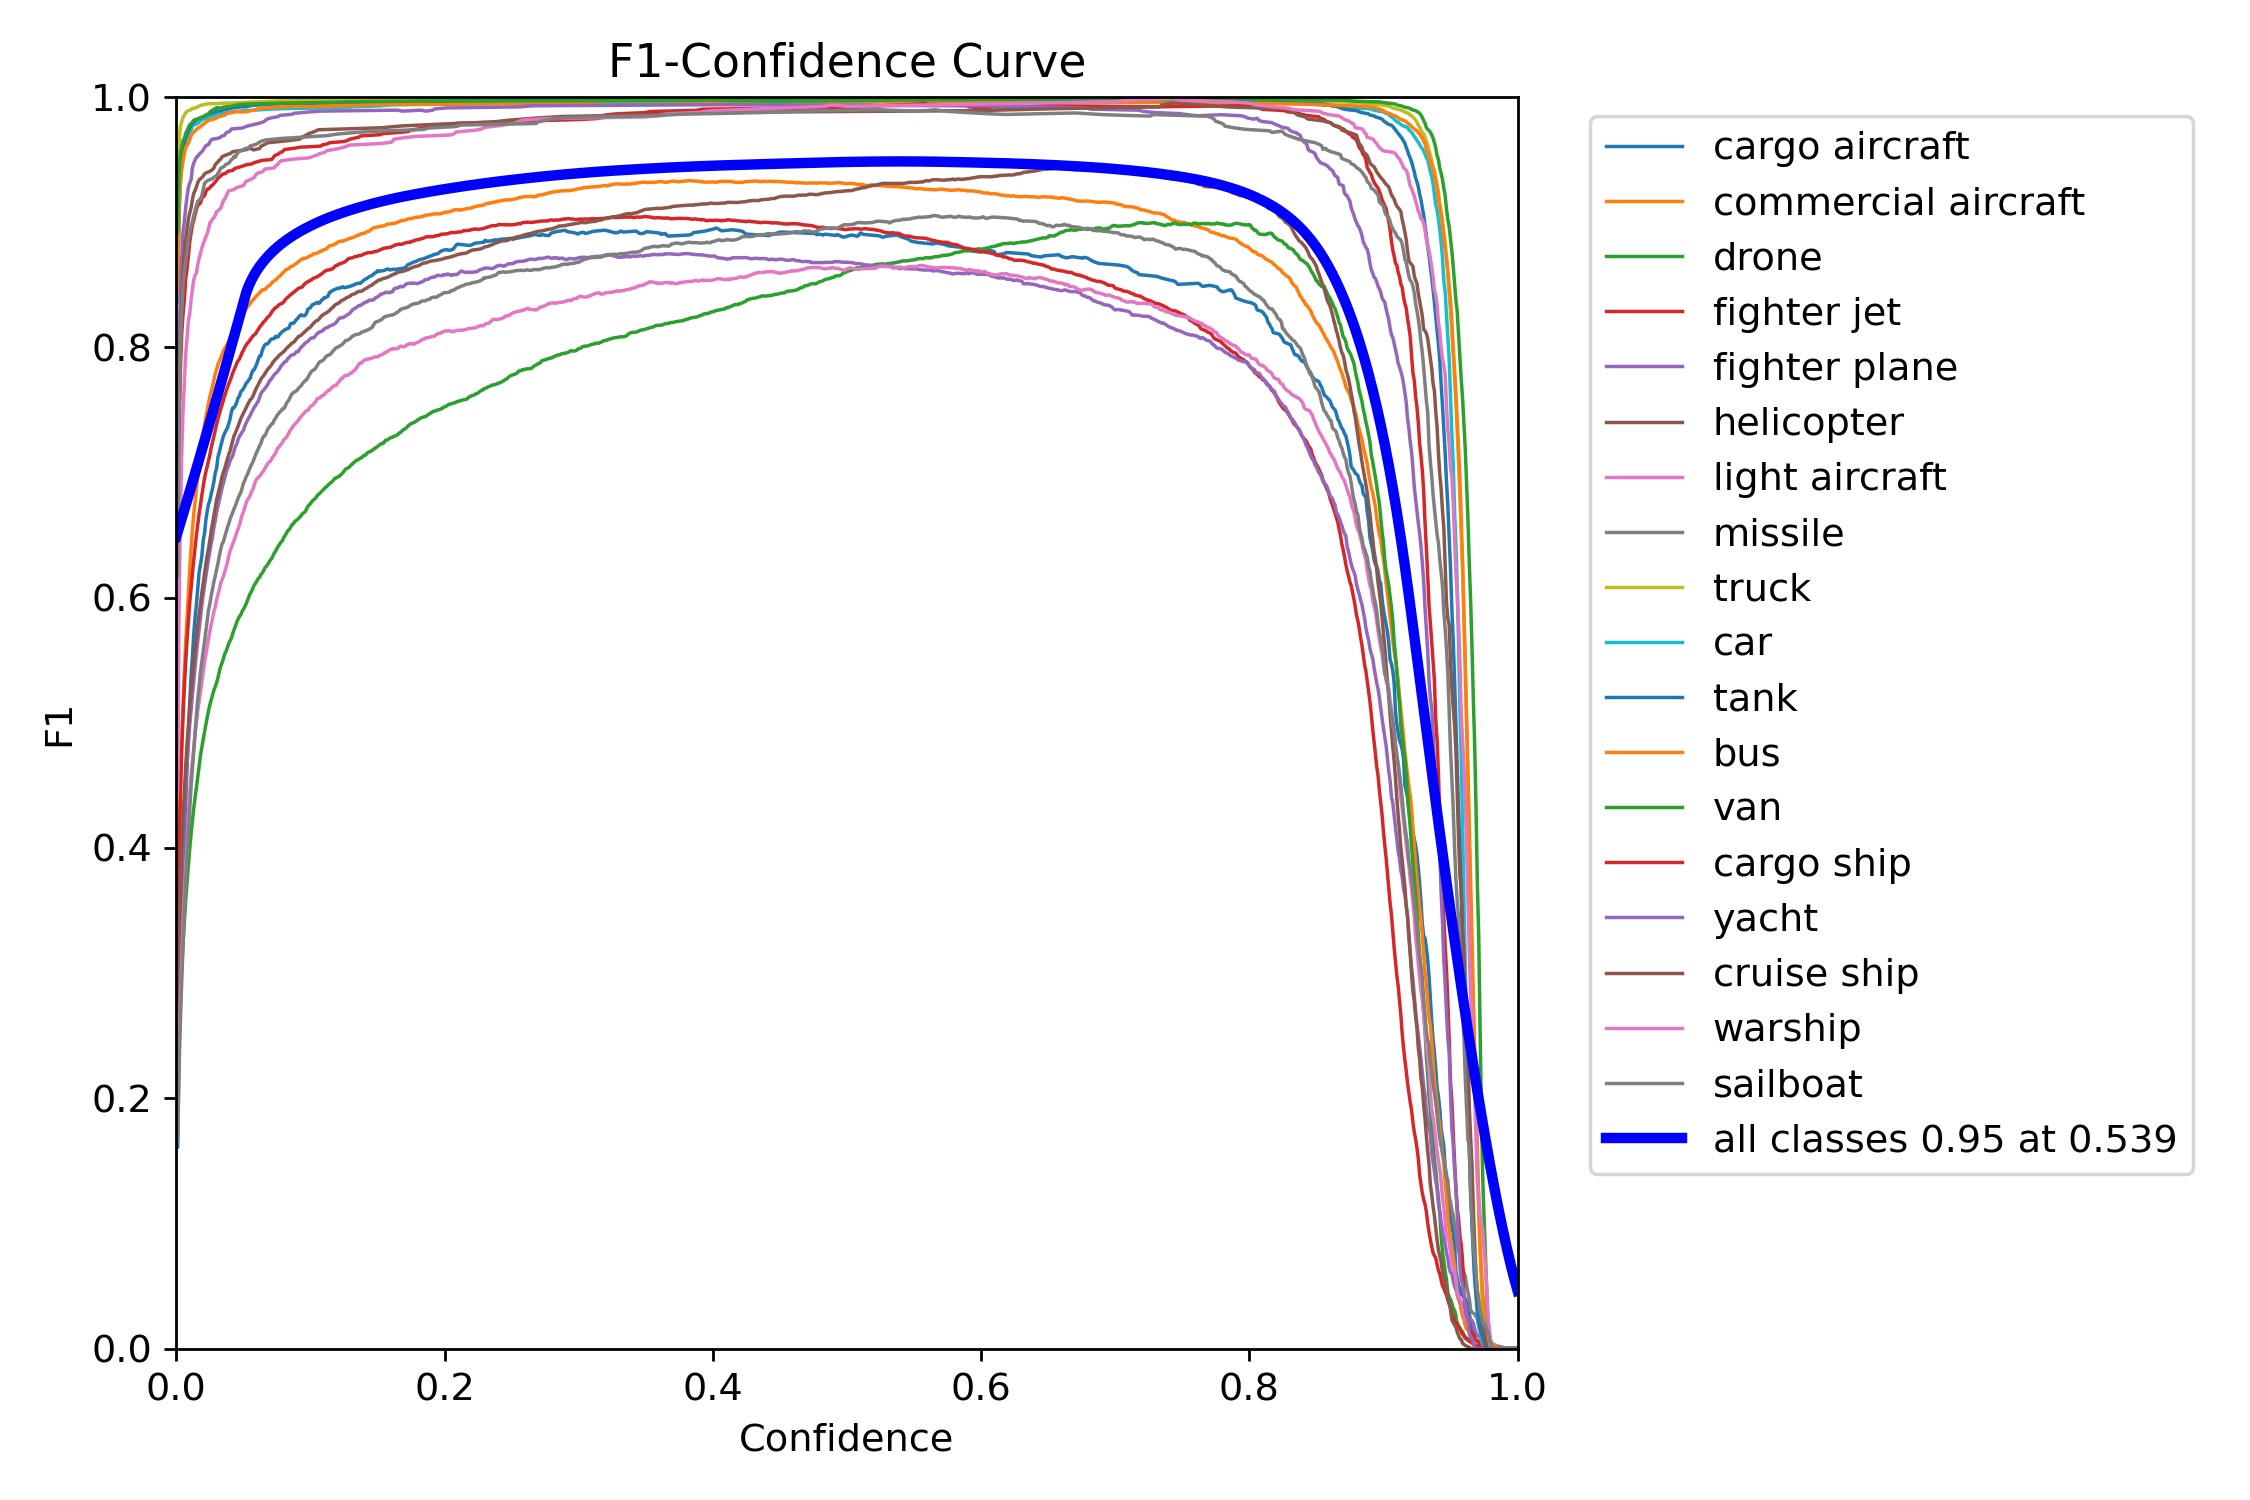 F1-Confidence Curve
1.0
0.8
0.6
0.4
0.2
0.0
F1
0.0 0.2 0.4 0.6 0.8 1.0
Confidence
cargo aircraft
commercial aircraft
drone
fighter jet
fighter plane
helicopter
light aircraft
missile
truck
car
tank
bus
van
cargo ship
yacht
cruise ship
warship
sailboat
all classes 0.95 at 0.539